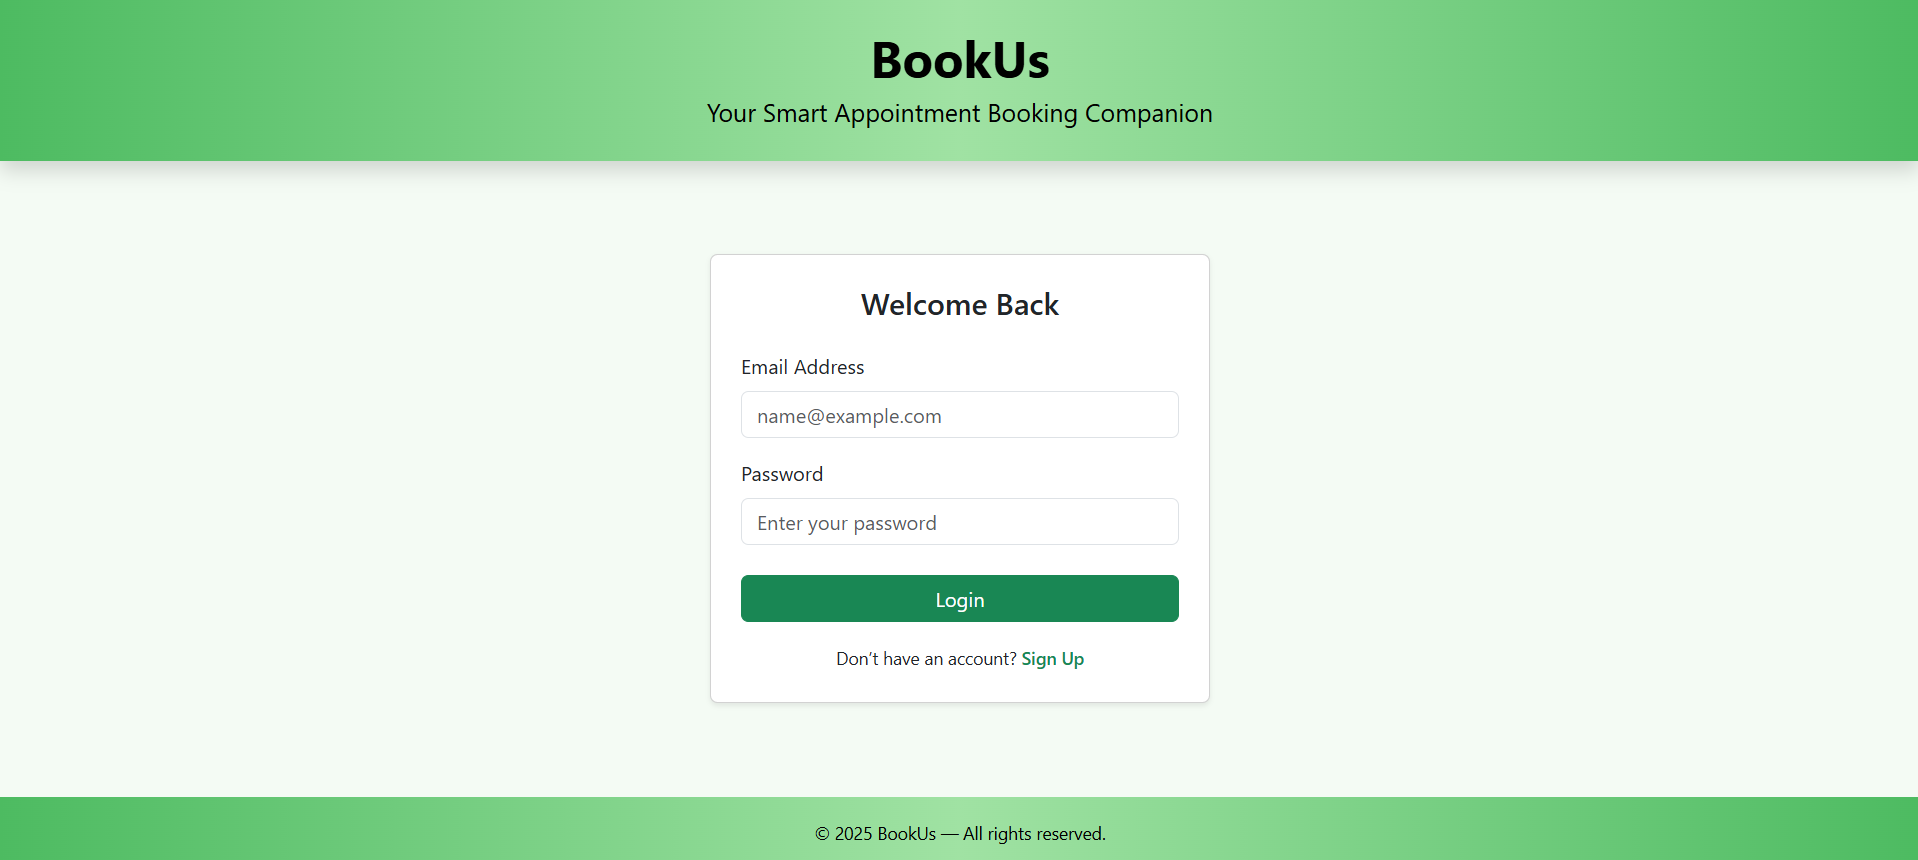 BookUs
Your Smart Appointment Booking Companion
Welcome Back
Email Address
name@example.com
Password
Enter your password
Login
Don’t have an account? Sign Up
© 2025 BookUs — All rights reserved.